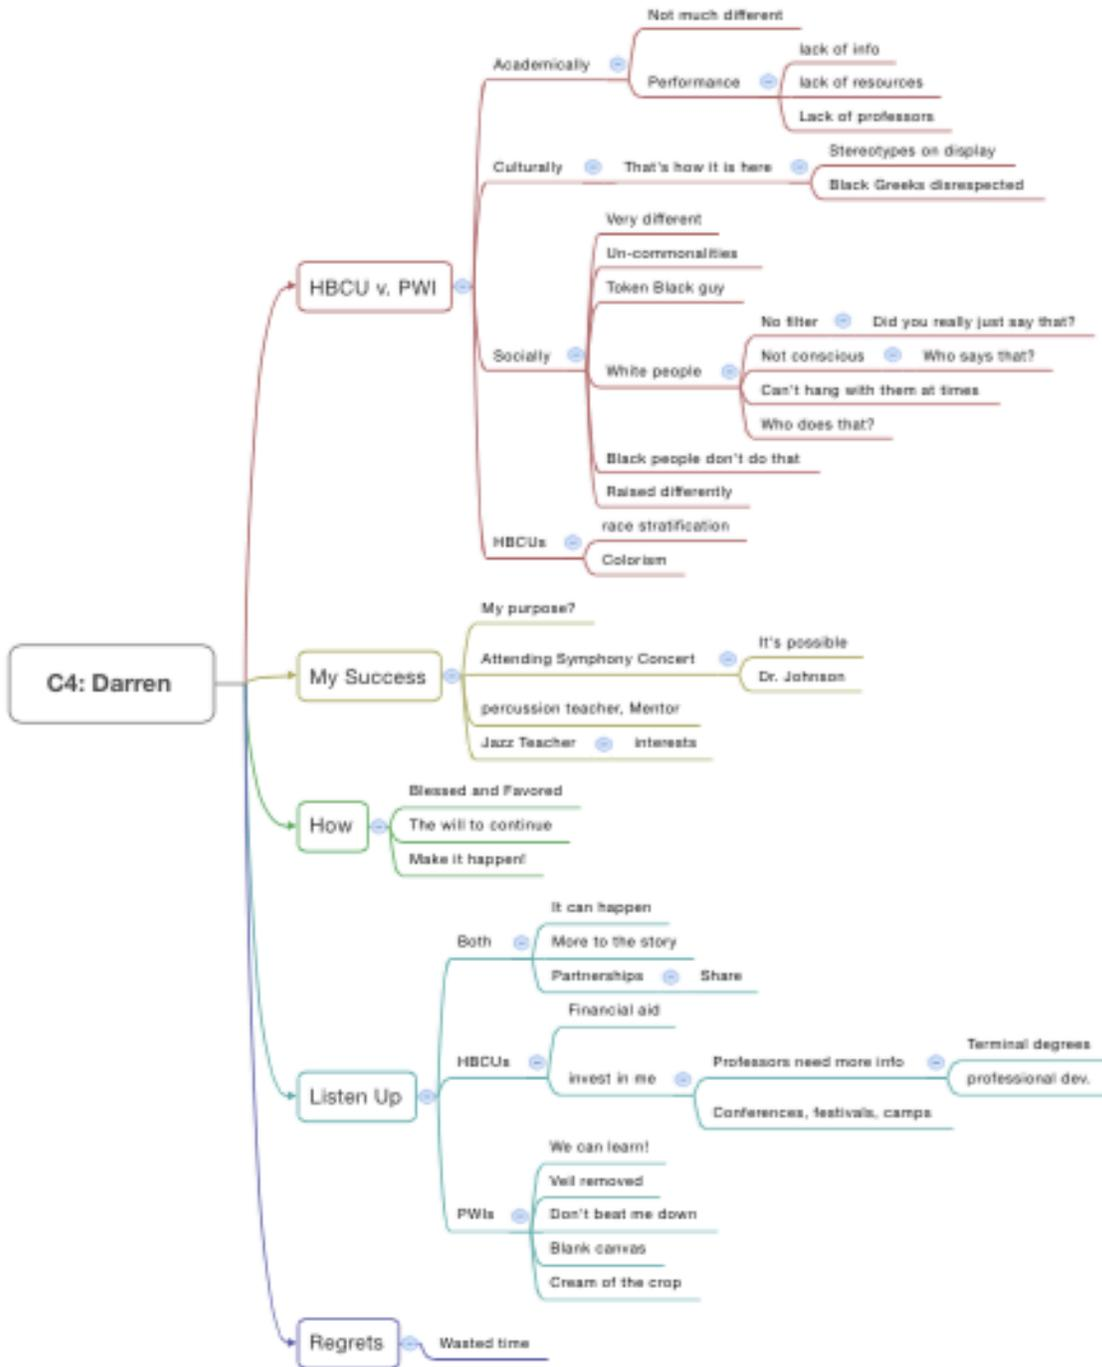 C4: Darren
HBCU v. PWI
Academically
Not much different
Performance
lack of info
lack of resources
Lack of professors
Culturally
That's how it is here
Stereotypes on display
Black Greeks disrespected
Socially
Very different
Un-commonalities
Token Black guy
White people
No filter
Did you really just say that?
Not conscious
Who says that?
Can't hang with them at times
Who does that?
Black people don't do that
Raised differently
HBCUs
race stratification
Colorism
My Success
My purpose?
Attending Symphony Concert
It's possible
Dr. Johnson
percussion teacher, Mentor
Jazz Teacher
interests
How
Blessed and Favored
The will to continue
Make it happen!
Listen Up
Both
It can happen
More to the story
Partnerships
Share
HBCUs
Financial aid
invest in me
Professors need more info
Terminal degrees
professional dev.
Conferences, festivals, camps
PWIs
We can learn!
Veil removed
Don't beat me down
Blank canvas
Cream of the crop
Regrets
Wasted time